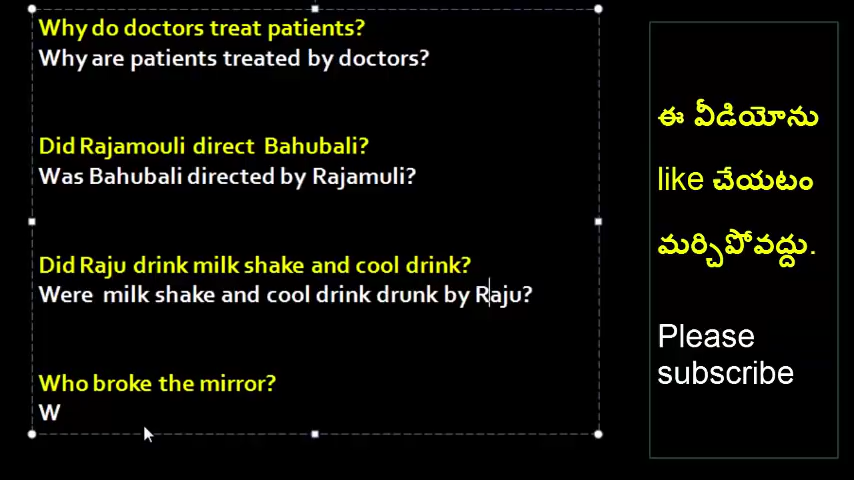 Why do doctors treat patients?
Why are patients treated by doctors?
Did Rajamouli direct Bahubali?
Was Bahubali directed by Rajamuli?
Did Raju drink milk shake and cool drink?
Were milk shake and cool drink drunk by Raju?
Who broke the mirror?
W
ఈ వీడియోను
like చేయటం
మర్చిపోవద్దు.
Please
subscribe